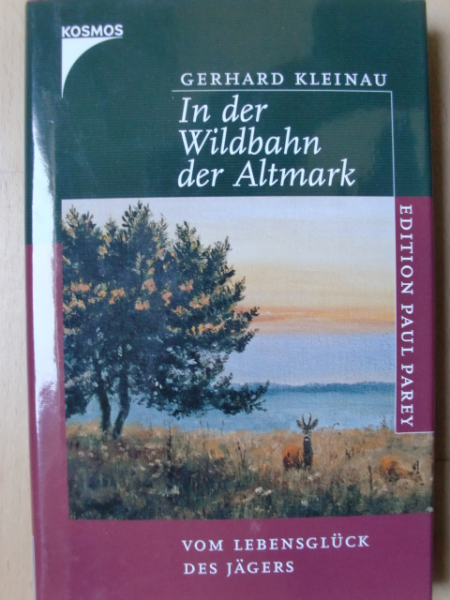 KOSMOS
GERHARD KLEINAU
In der
Wildbahn
der Altmark
EDITION PAUL PAREY
VOM LEBENSGLÜCK
DES JÄGERS